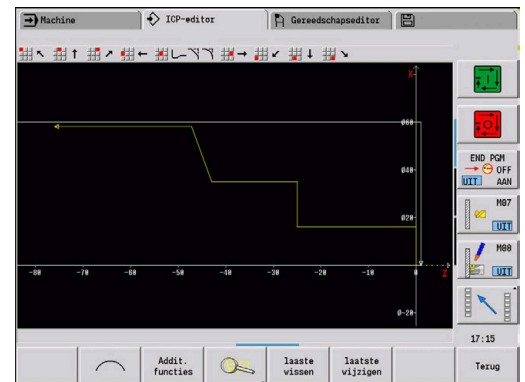 Machine
ICP-editor
Gereedschapseditor
X
Ø60
Ø40
Ø20
-80 -70 -60 -50 -40 -30 -20 -10 0 Z
Ø-20
END PGM
OFF
UIT AAN
M07
UIT
M08
UIT
17:15
Addit. functies
laaste wissen
laatste wijzigen
Terug